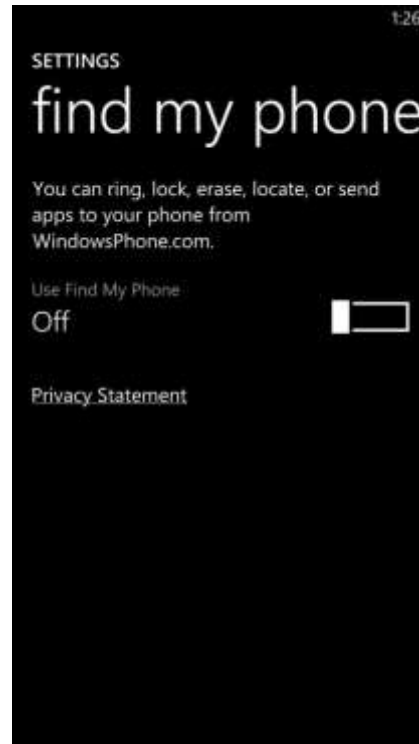 1:26
SETTINGS
find my phone
You can ring, lock, erase, locate, or send
apps to your phone from
WindowsPhone.com.
Use Find My Phone
Off
Privacy Statement